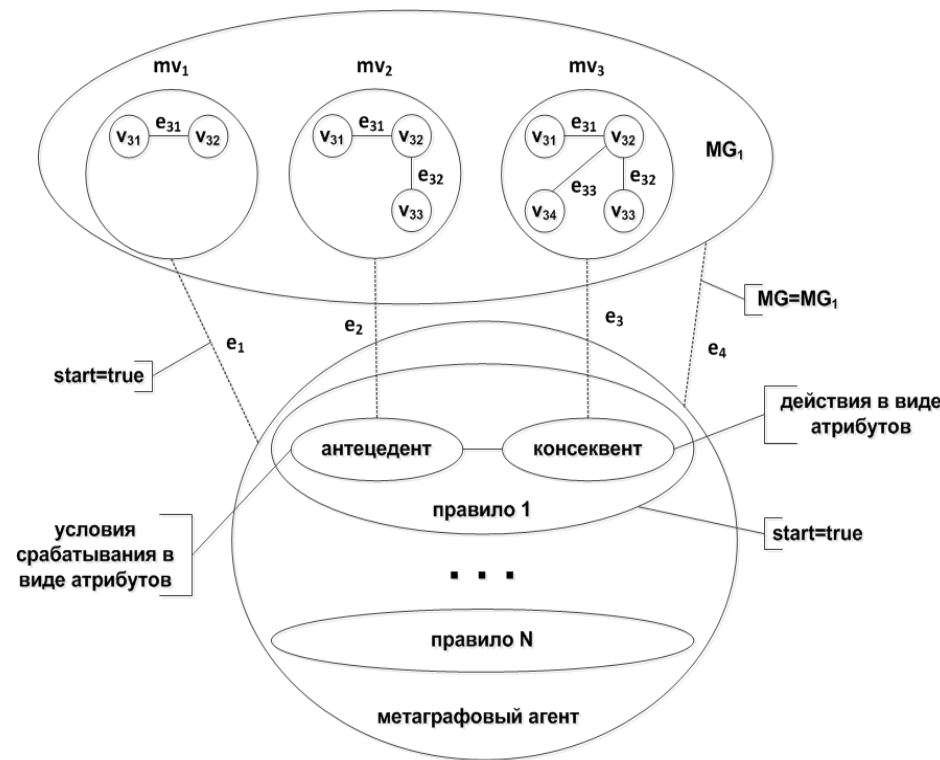 mv₁
mv₂
mv₃
v₃₁ e₃₁ v₃₂
v₃₁ e₃₁ v₃₂
e₃₂
v₃₃
v₃₁ e₃₁ v₃₂
e₃₃ e₃₂
v₃₄ v₃₃
MG₁
MG=MG₁
e₁
e₂
e₃
e₄
start=true
действия в виде
атрибутов
антецедент
консеквент
правило 1
условия
срабатывания в
виде атрибутов
start=true
. . .
правило N
метаграфовый агент